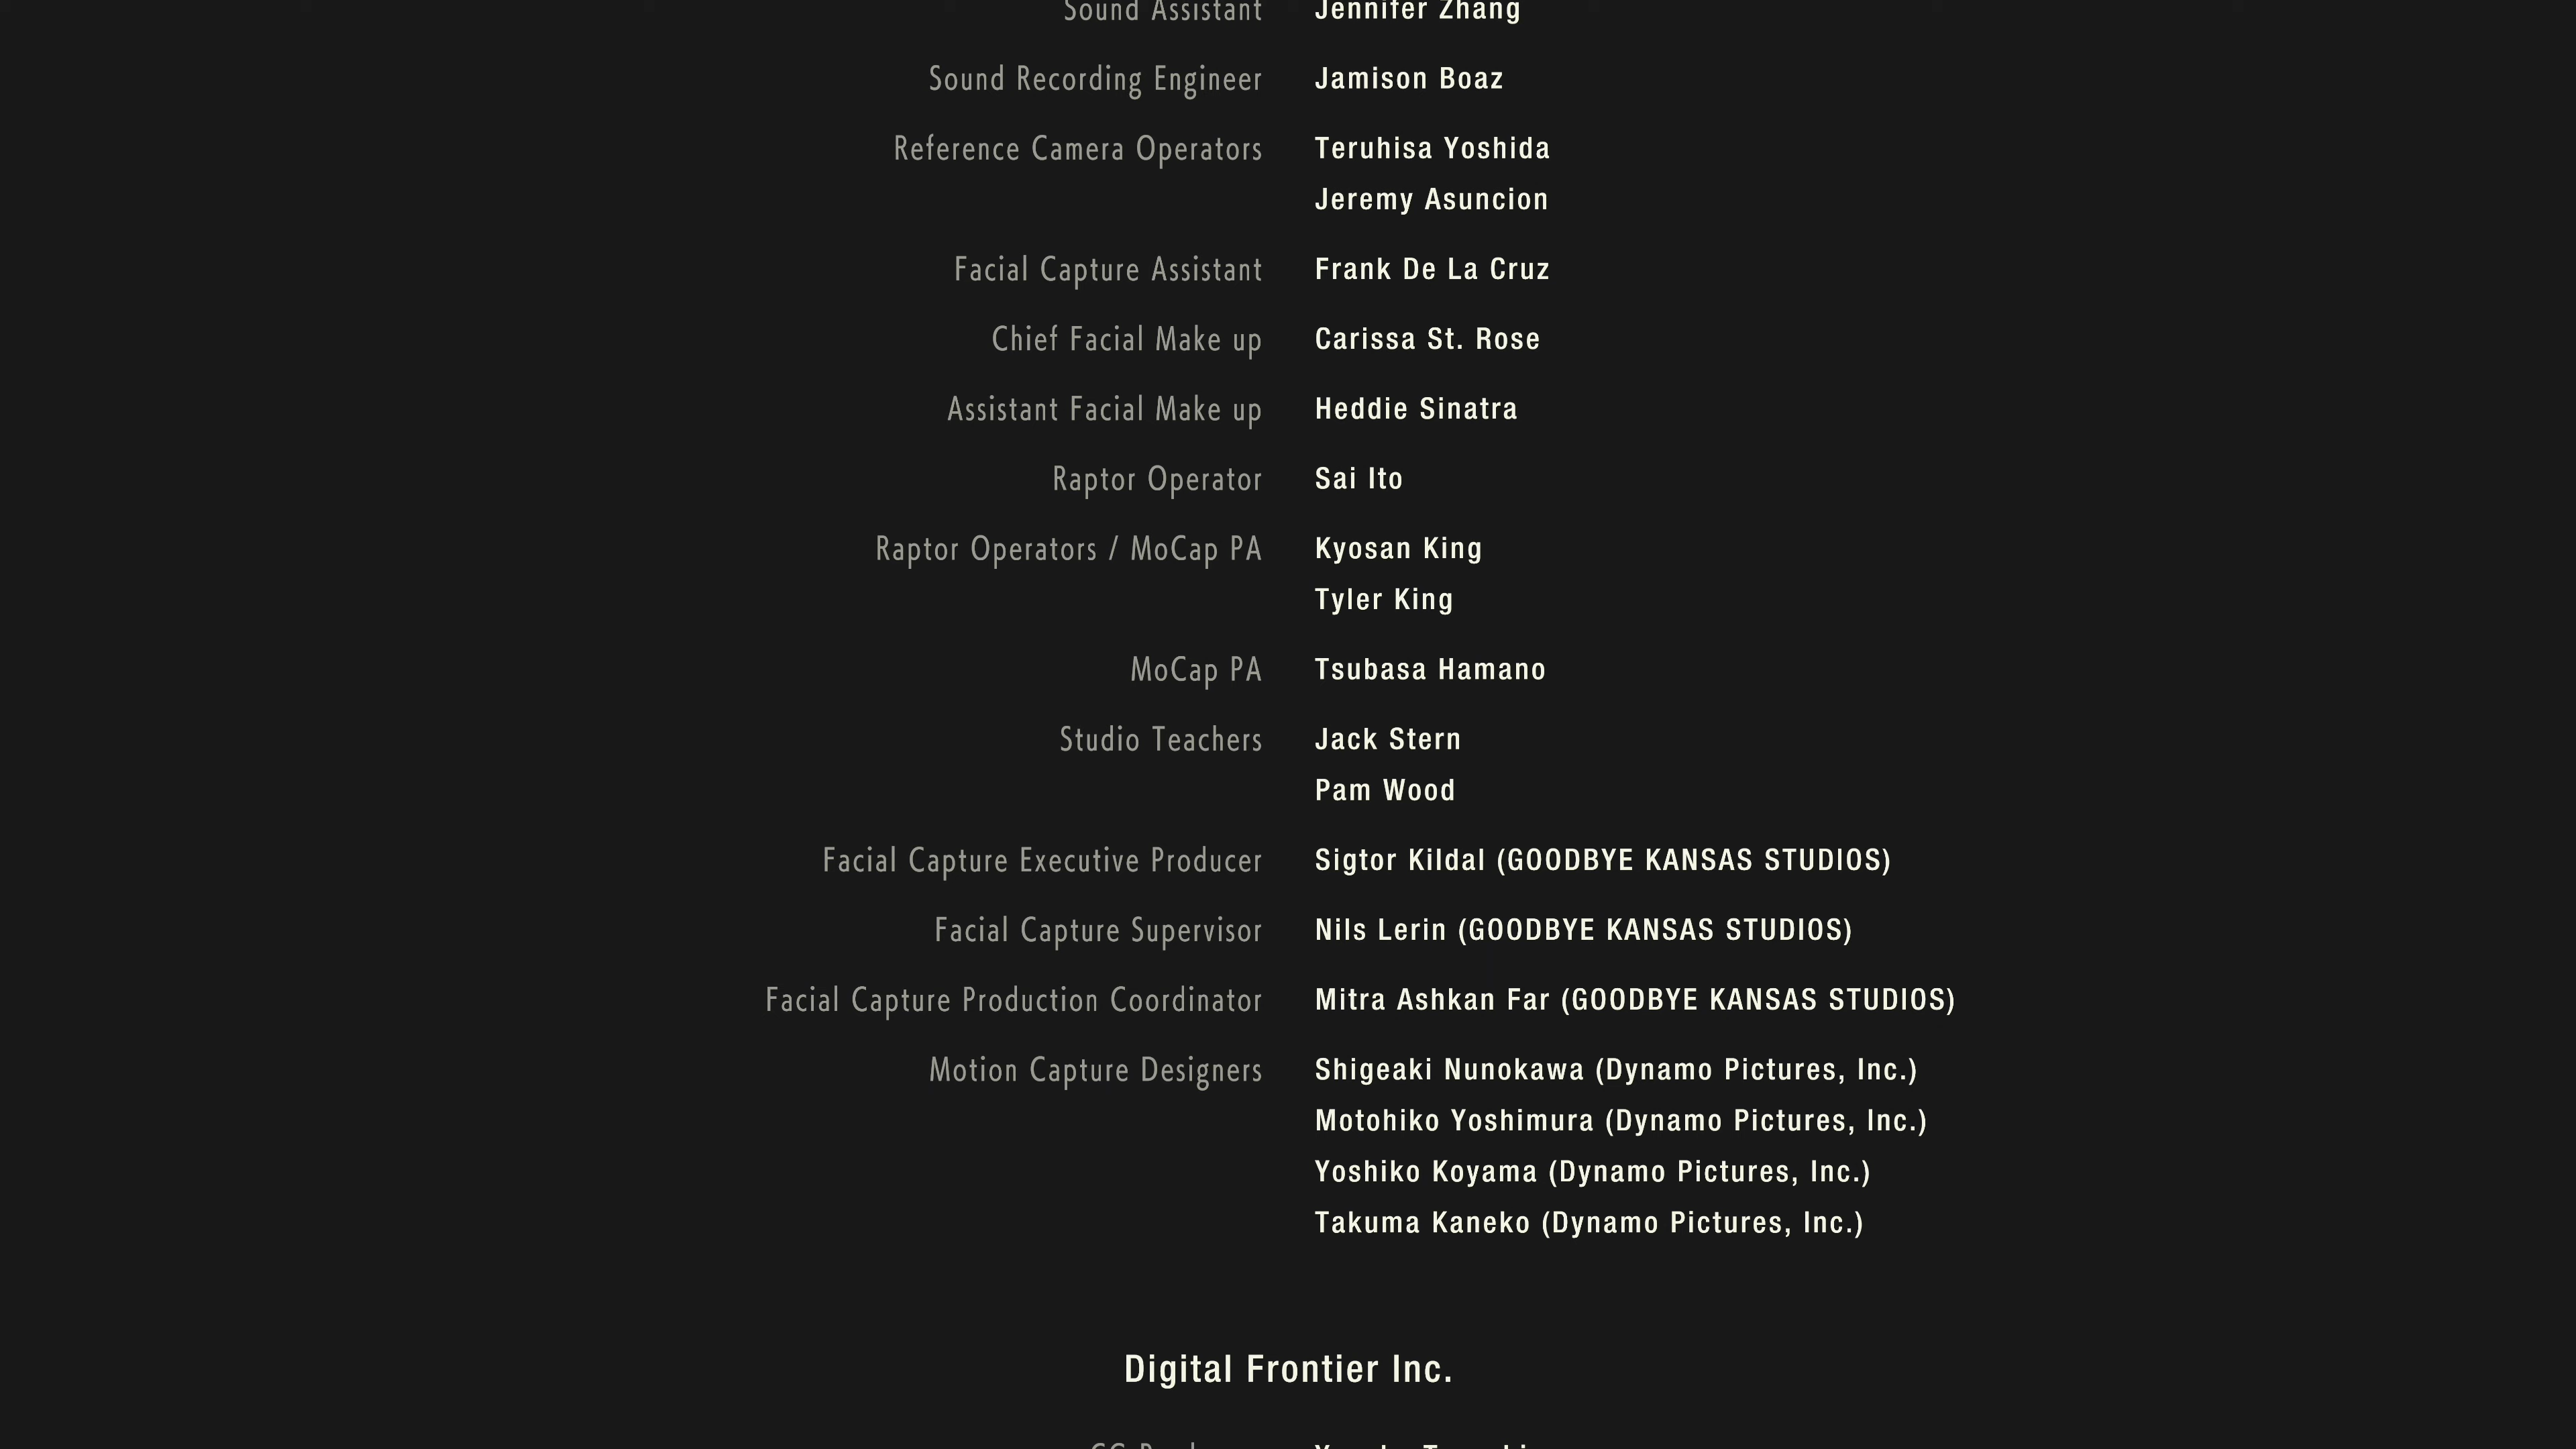 Sound Assistant Jennifer Zhang
Sound Recording Engineer Jamison Boaz
Reference Camera Operators Teruhisa Yoshida
Jeremy Asuncion
Facial Capture Assistant Frank De La Cruz
Chief Facial Make up Carissa St. Rose
Assistant Facial Make up Heddie Sinatra
Raptor Operator Sai Ito
Raptor Operators / MoCap PA Kyosan King
Tyler King
MoCap PA Tsubasa Hamano
Studio Teachers Jack Stern
Pam Wood
Facial Capture Executive Producer Sigtor Kildal (GOODBYE KANSAS STUDIOS)
Facial Capture Supervisor Nils Lerin (GOODBYE KANSAS STUDIOS)
Facial Capture Production Coordinator Mitra Ashkan Far (GOODBYE KANSAS STUDIOS)
Motion Capture Designers Shigeaki Nunokawa (Dynamo Pictures, Inc.)
Motohiko Yoshimura (Dynamo Pictures, Inc.)
Yoshiko Koyama (Dynamo Pictures, Inc.)
Takuma Kaneko (Dynamo Pictures, Inc.)
Digital Frontier Inc.